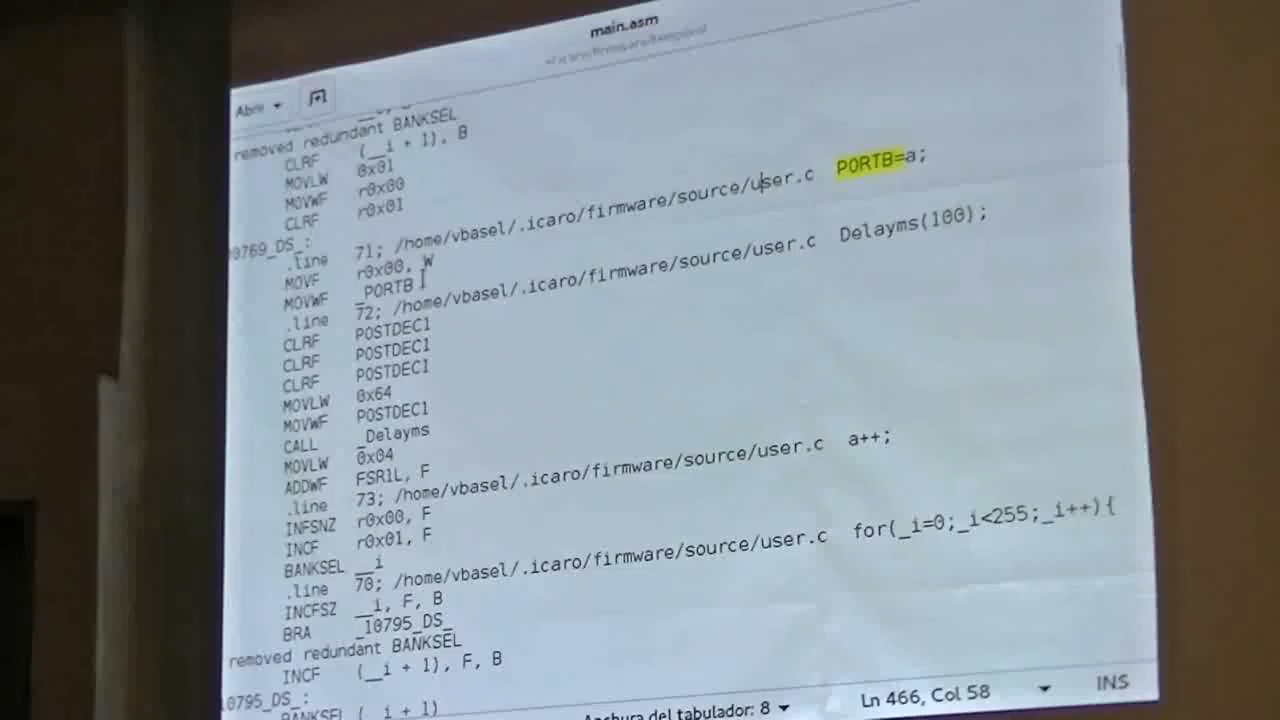 main.asm
Abrir
removed redundant BANKSEL
CLRF (__i + 1), B
MOVLW 0x01
MOVWF r0x00
CLRF r0x01
0769_DS_:
.line 71; /home/vbasel/.icaro/firmware/source/user.c PORTB=a;
MOVF r0x00, W
MOVWF _PORTB
.line 72; /home/vbasel/.icaro/firmware/source/user.c Delayms(100);
CLRF POSTDEC1
CLRF POSTDEC1
CLRF POSTDEC1
MOVLW 0x64
MOVWF POSTDEC1
CALL _Delayms
MOVLW 0x04
ADDWF FSR1L, F
.line 73; /home/vbasel/.icaro/firmware/source/user.c a++;
INFSNZ r0x00, F
INCF r0x01, F
BANKSEL __i
.line 70; /home/vbasel/.icaro/firmware/source/user.c for(_i=0;_i<255;_i++){
INCFSZ __i, F, B
BRA _10795_DS_
removed redundant BANKSEL
INCF (__i + 1), F, B
0795_DS_:
BANKSEL (__i + 1)
Anchura del tabulador: 8 Ln 466, Col 58 INS